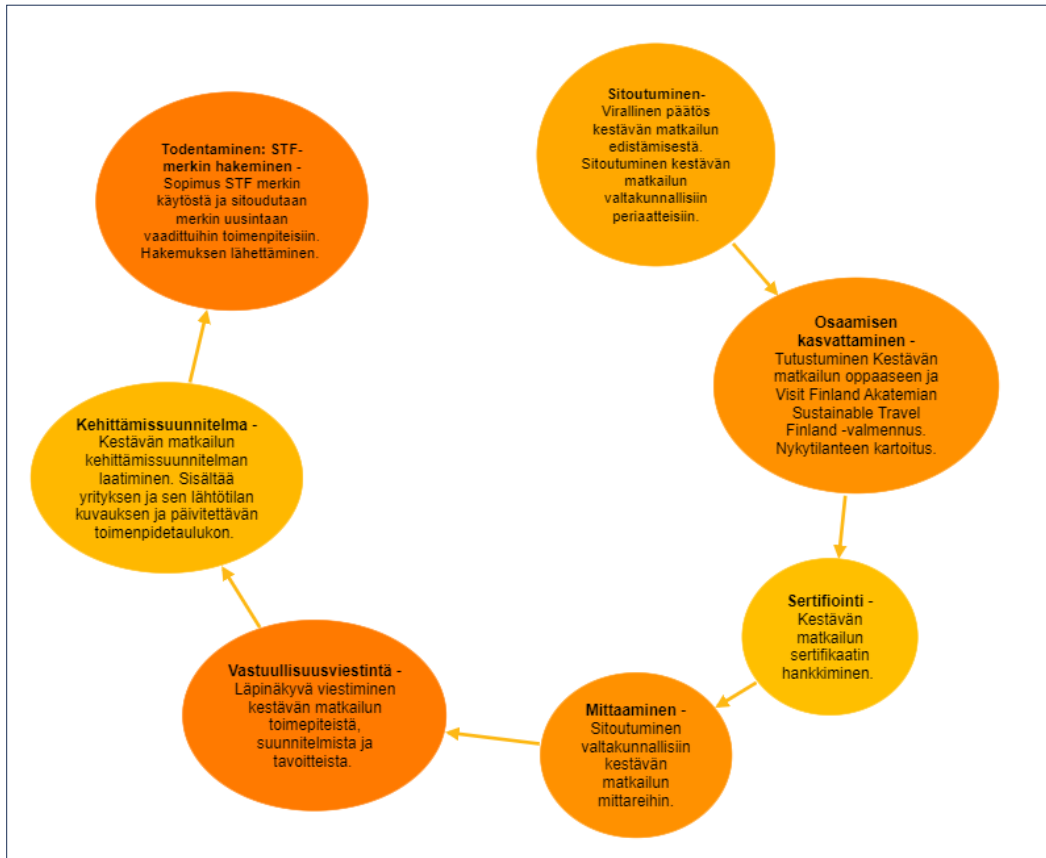 Sitoutuminen-
Virallinen päätös
kestävän matkailun
edistämisestä.
Sitoutuminen kestävän
matkailun
valtakunnallisiin
periaatteisiin.
Osaamisen
kasvattaminen -
Tutustuminen Kestävän
matkailun oppaaseen ja
Visit Finland Akatemian
Sustainable Travel
Finland -valmennus.
Nykytilanteen kartoitus.
Sertifiointi -
Kestävän
matkailun
sertifikaatin
hankkiminen.
Mittaaminen -
Sitoutuminen
valtakunnallisiin
kestävän
matkailun
mittareihin.
Vastuullisuusviestintä -
Läpinäkyvä viestiminen
kestävän matkailun
toimepiteistä,
suunnitelmista ja
tavoitteista.
Kehittämissuunnitelma -
Kestävän matkailun
kehittämissuunnitelman
laatiminen. Sisältää
yrityksen ja sen lähtötilan
kuvauksen ja päivitettävän
toimenpidetaulukon.
Todentaminen: STF-
merkin hakeminen -
Sopimus STF merkin
käytöstä ja sitoudutaan
merkin uusintaan
vaadittuihin toimenpiteisiin.
Hakemuksen lähettäminen.